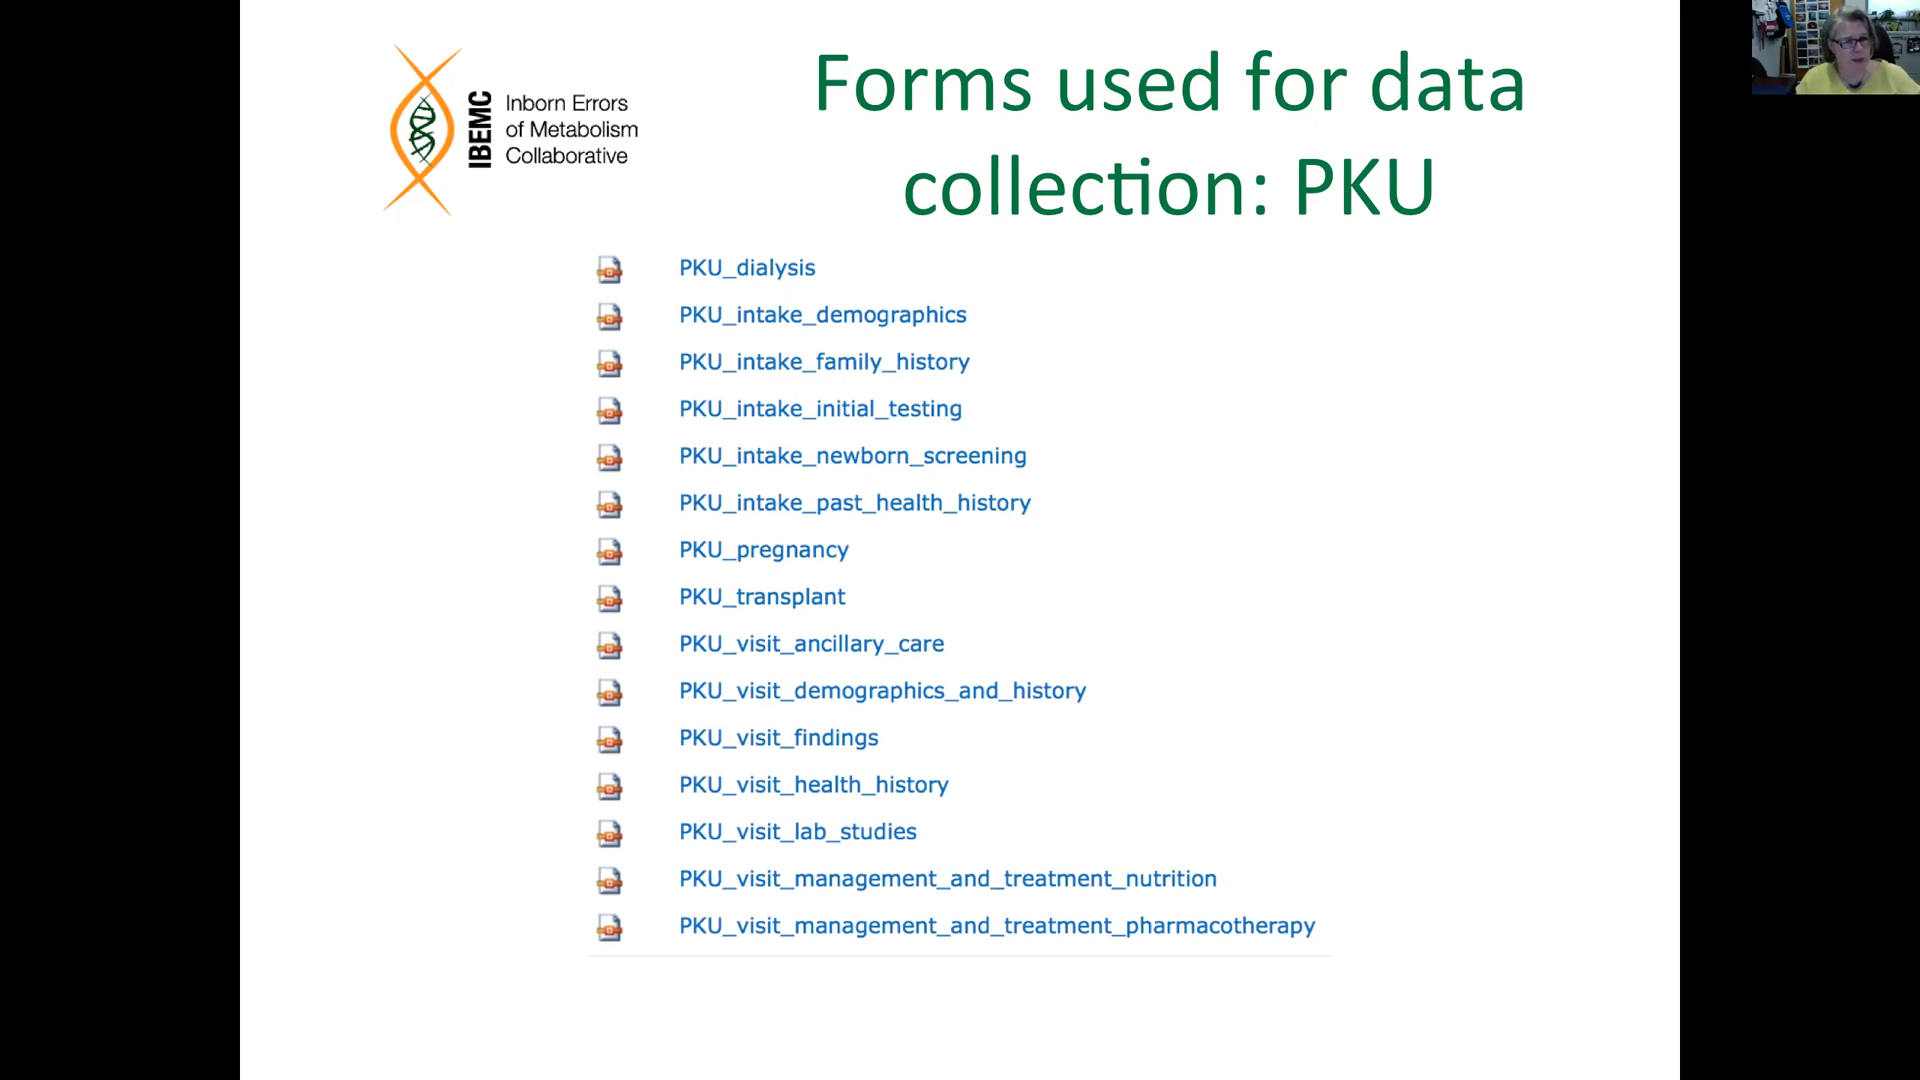 IBEMC
Inborn Errors
of Metabolism
Collaborative
Forms used for data
collection: PKU
PKU_dialysis
PKU_intake_demographics
PKU_intake_family_history
PKU_intake_initial_testing
PKU_intake_newborn_screening
PKU_intake_past_health_history
PKU_pregnancy
PKU_transplant
PKU_visit_ancillary_care
PKU_visit_demographics_and_history
PKU_visit_findings
PKU_visit_health_history
PKU_visit_lab_studies
PKU_visit_management_and_treatment_nutrition
PKU_visit_management_and_treatment_pharmacotherapy